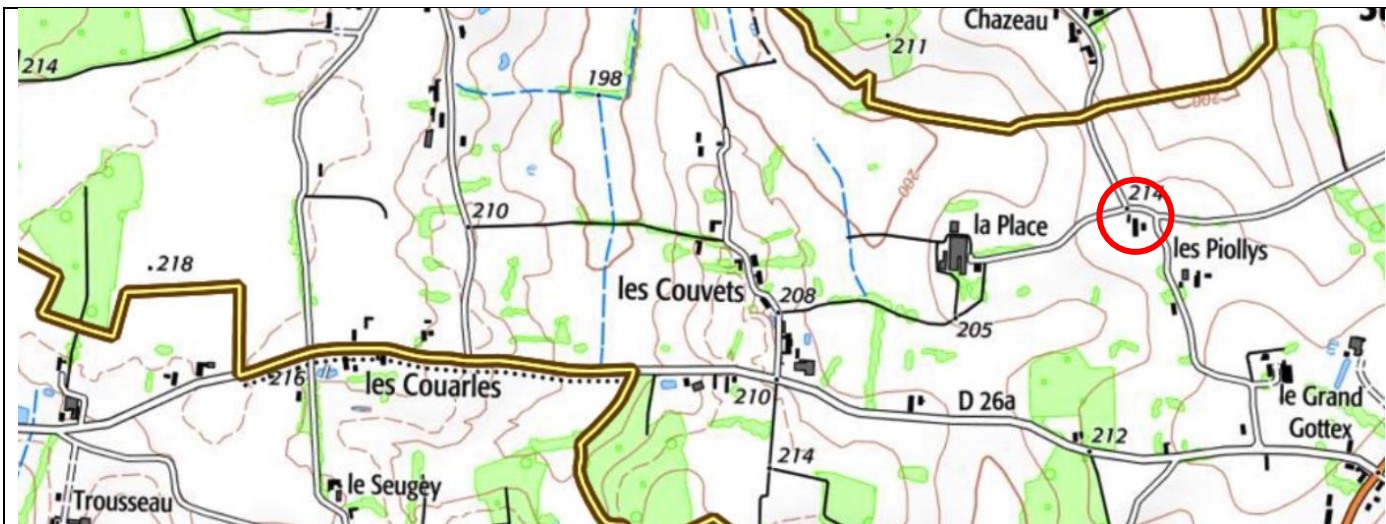 Chazeau
211
214
198
200
200
214
210
la Place
les Piollys
218
les Couvets
208
205
216
les Couarles
210
D 26a
le Grand
Gottex
212
214
le Seugey
Trousseau